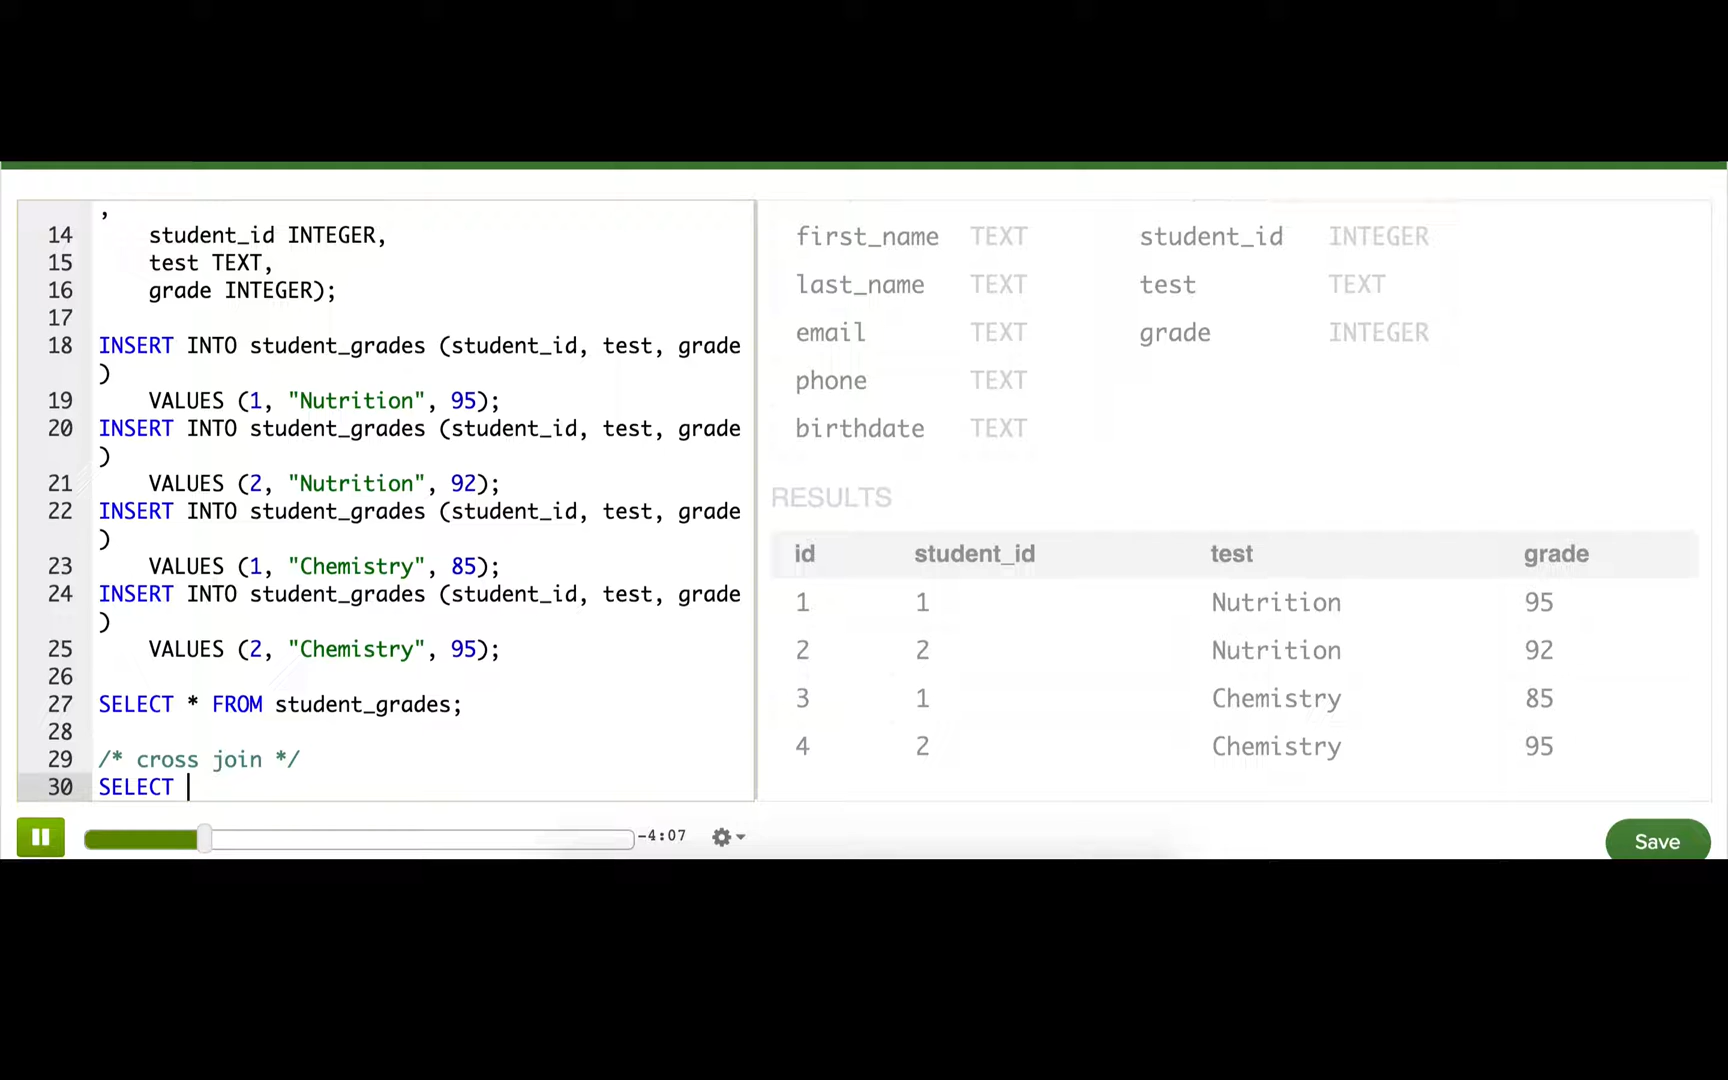 ,
14 student_id INTEGER,
15 test TEXT,
16 grade INTEGER);
17
18 INSERT INTO student_grades (student_id, test, grade
)
19 VALUES (1, "Nutrition", 95);
20 INSERT INTO student_grades (student_id, test, grade
)
21 VALUES (2, "Nutrition", 92);
22 INSERT INTO student_grades (student_id, test, grade
)
23 VALUES (1, "Chemistry", 85);
24 INSERT INTO student_grades (student_id, test, grade
)
25 VALUES (2, "Chemistry", 95);
26
27 SELECT * FROM student_grades;
28
29 /* cross join */
30 SELECT
-4:07
first_name TEXT student_id INTEGER
last_name TEXT test TEXT
email TEXT grade INTEGER
phone TEXT
birthdate TEXT
RESULTS
id student_id test grade
1 1 Nutrition 95
2 2 Nutrition 92
3 1 Chemistry 85
4 2 Chemistry 95
Save